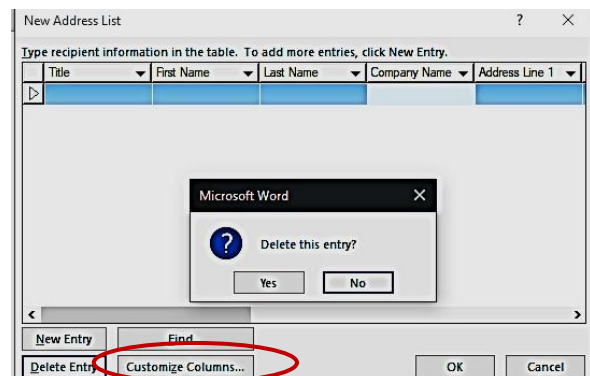 New Address List ? ×
Type recipient information in the table. To add more entries, click New Entry.
Title First Name Last Name Company Name Address Line 1
Microsoft Word ×
? Delete this entry?
Yes No
New Entry Find
Delete Entry Customize Columns... OK Cancel